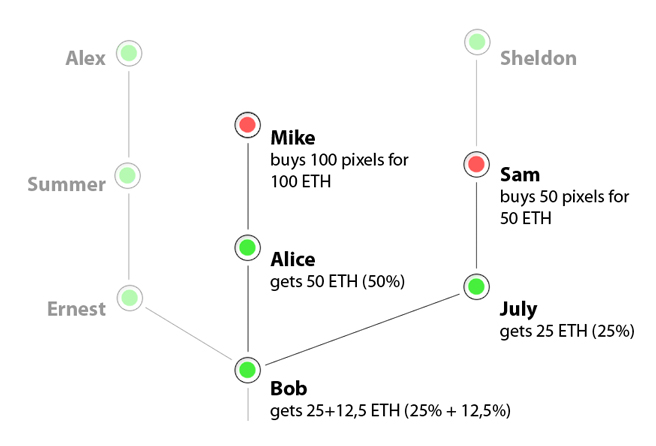 Alex
Sheldon
Mike
buys 100 pixels for
100 ETH
Sam
buys 50 pixels for
50 ETH
Summer
Alice
gets 50 ETH (50%)
Ernest
July
gets 25 ETH (25%)
Bob
gets 25+12,5 ETH (25% + 12,5%)